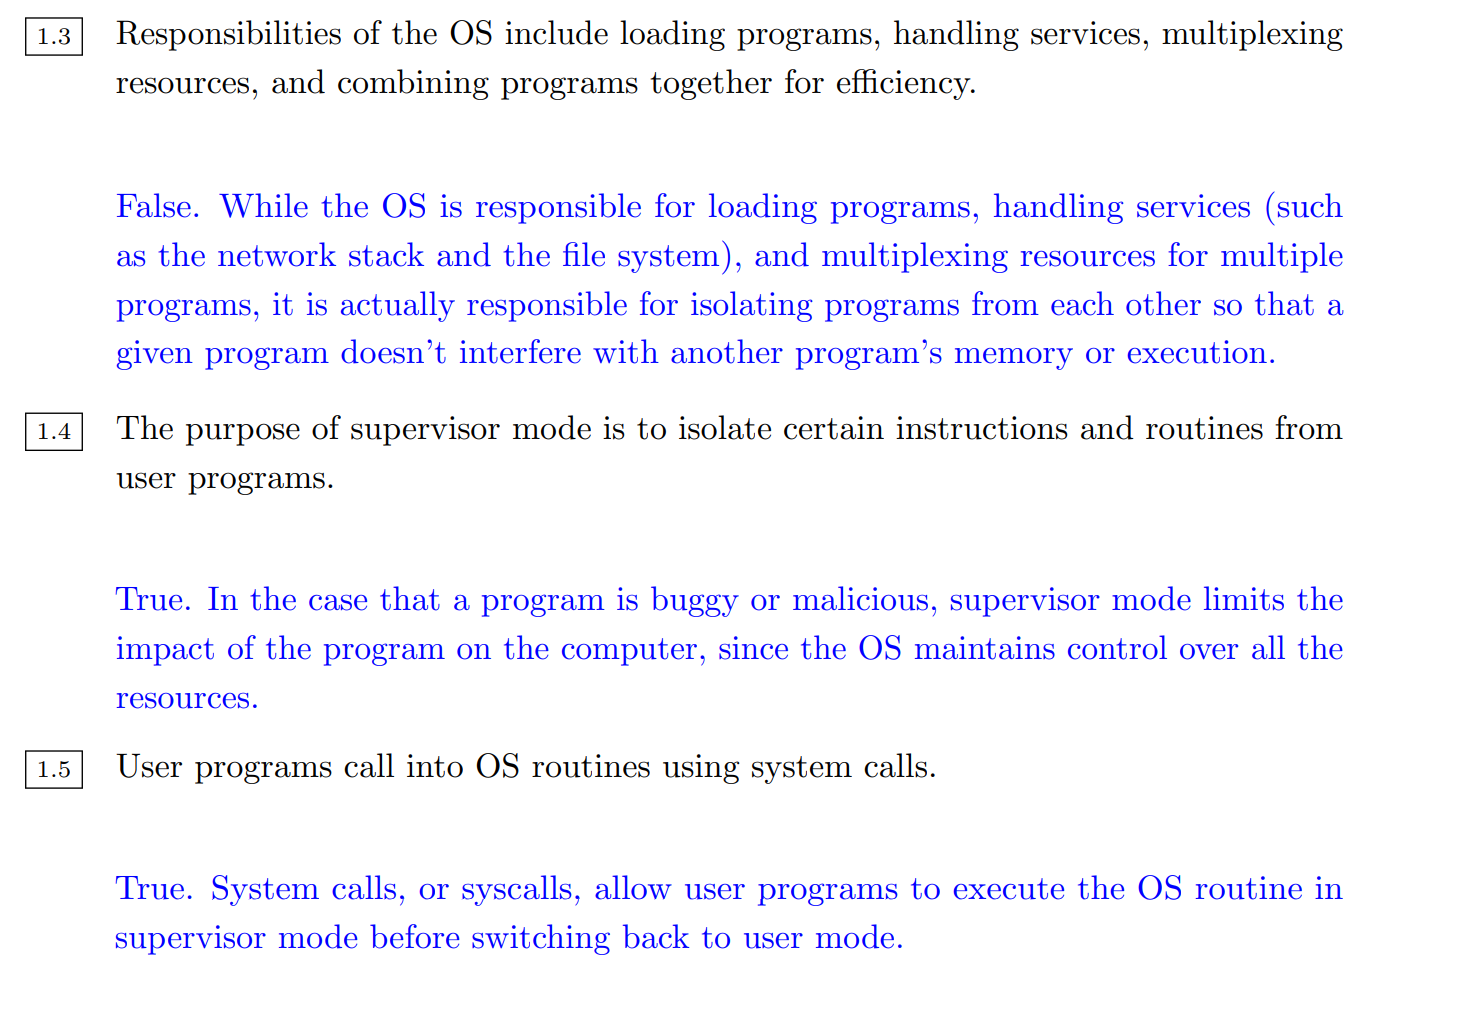 1.3 Responsibilities of the OS include loading programs, handling services, multiplexing
resources, and combining programs together for efficiency.
False. While the OS is responsible for loading programs, handling services (such
as the network stack and the file system), and multiplexing resources for multiple
programs, it is actually responsible for isolating programs from each other so that a
given program doesn't interfere with another program's memory or execution.
1.4 The purpose of supervisor mode is to isolate certain instructions and routines from
user programs.
True. In the case that a program is buggy or malicious, supervisor mode limits the
impact of the program on the computer, since the OS maintains control over all the
resources.
1.5 User programs call into OS routines using system calls.
True. System calls, or syscalls, allow user programs to execute the OS routine in
supervisor mode before switching back to user mode.